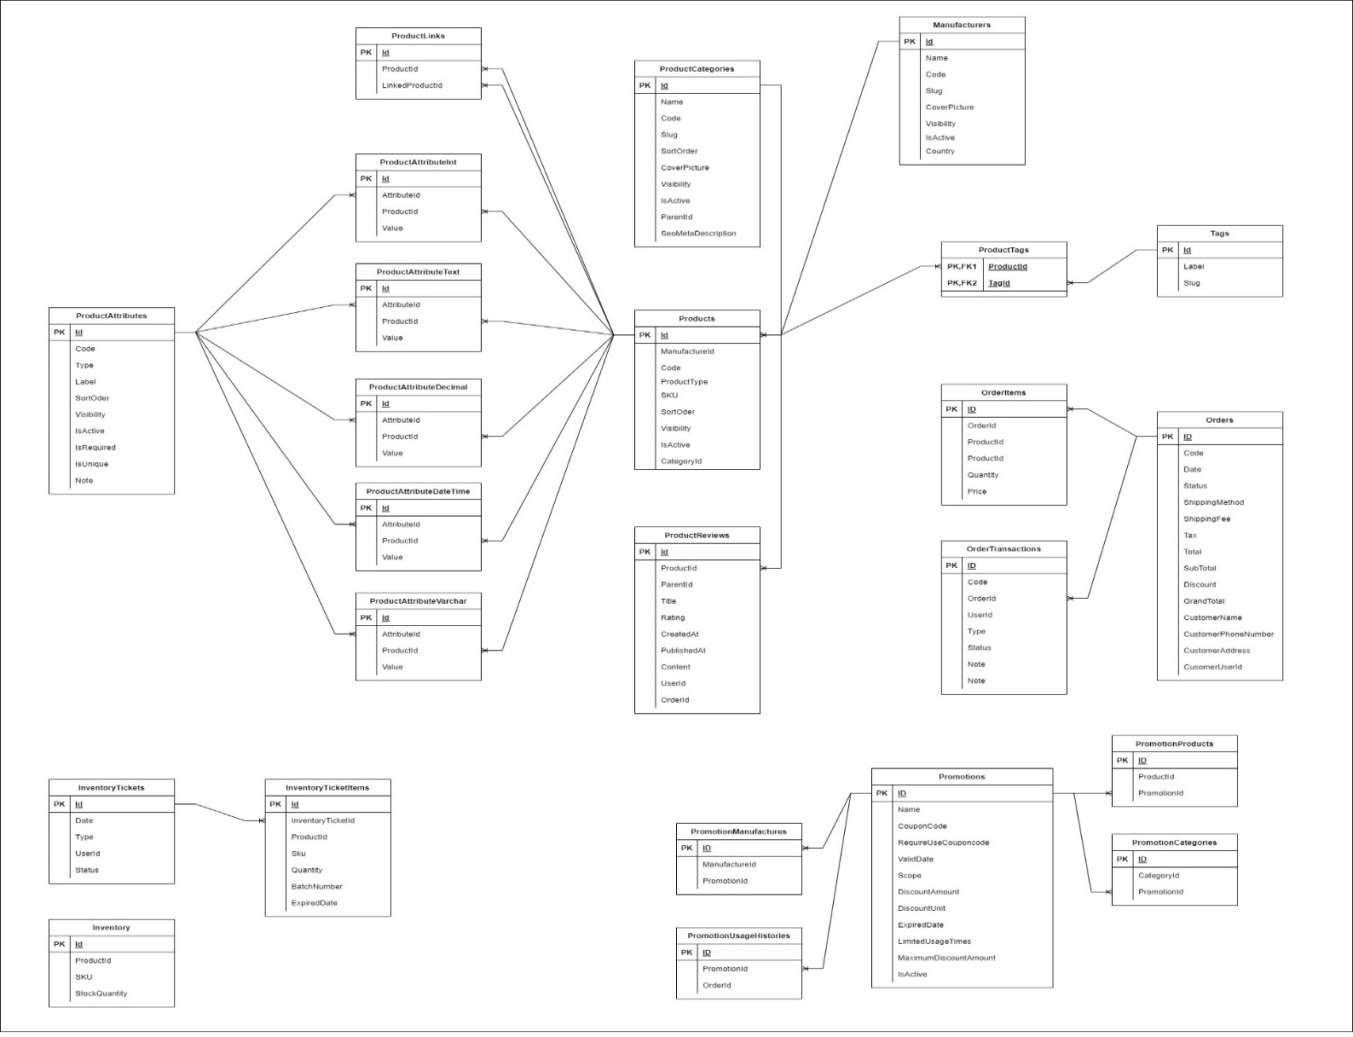 ProductLinks
PK Id
ProductId
LinkedProductId
ProductCategories
PK Id
Name
Code
Slug
SortOrder
CoverPicture
Visibility
IsActive
ParentId
SeoMetaDescription
Manufacturers
PK Id
Name
Code
Slug
CoverPicture
Visibility
IsActive
Country
ProductAttributeInt
PK Id
AttributeId
ProductId
Value
ProductTags
PK,FK1 ProductId
PK,FK2 TagId
Tags
PK Id
Label
Slug
ProductAttributeText
PK Id
AttributeId
ProductId
Value
ProductAttributes
PK Id
Code
Type
Label
SortOder
Visibility
IsActive
IsRequired
IsUnique
Note
Products
PK Id
ManufactureId
Code
ProductType
SKU
SortOder
Visibility
IsActive
CategoryId
ProductAttributeDecimal
PK Id
AttributeId
ProductId
Value
OrderItems
PK ID
OrderId
ProductId
ProductId
Quantity
Price
Orders
PK ID
Code
Date
Status
ShippingMethod
ShippingFee
Tax
Total
SubTotal
Discount
GrandTotal
CustomerName
CustomerPhoneNumber
CustomerAddress
CusomerUserId
ProductAttributeDateTime
PK Id
AttributeId
ProductId
Value
ProductReviews
PK Id
ProductId
ParentId
Title
Rating
CreatedAt
PublishedAt
Content
UserId
OrderId
OrderTransactions
PK ID
Code
OrderId
UserId
Type
Status
Note
Note
ProductAttributeVarchar
PK Id
AttributeId
ProductId
Value
InventoryTickets
PK Id
Date
Type
UserId
Status
InventoryTicketItems
PK Id
InventoryTicketId
ProductId
Sku
Quantity
BatchNumber
ExpiredDate
Inventory
PK Id
ProductId
SKU
StockQuantity
PromotionManufactures
PK ID
ManufactureId
PromotionId
PromotionUsageHistories
PK ID
PromotionId
OrderId
Promotions
PK ID
Name
CouponCode
RequireUseCouponcode
ValidDate
Scope
DiscountAmount
DiscountUnit
ExpiredDate
LimitedUsageTimes
MaximumDiscountAmount
IsActive
PromotionProducts
PK ID
ProductId
PromotionId
PromotionCategories
PK ID
CategoryId
PromotionId